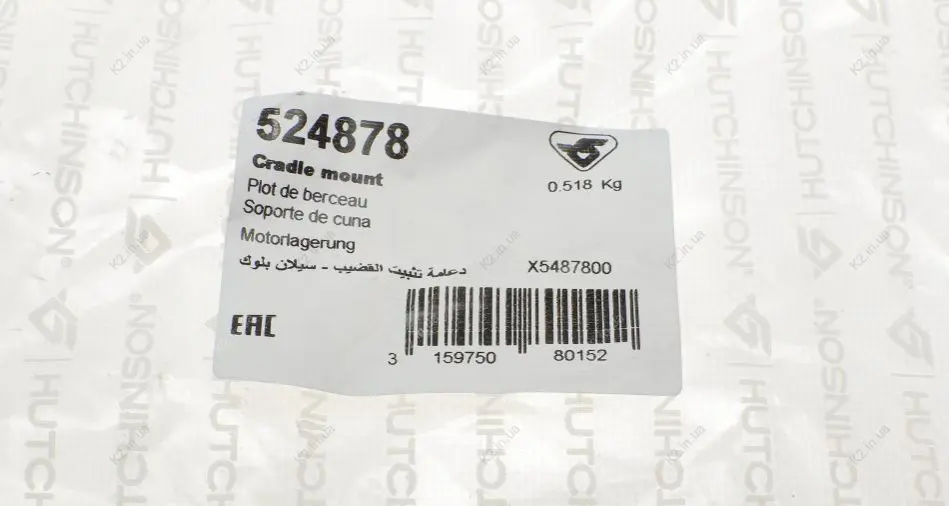 524878
Cradle mount
Plot de berceau
Soporte de cuna
Motorlagerung
دعامة تثبيت القضيب - سيلان بلوك
EAC
0.518 Kg
X5487800
3 159750 80152
HUTCHINSON®
K2.in.ua